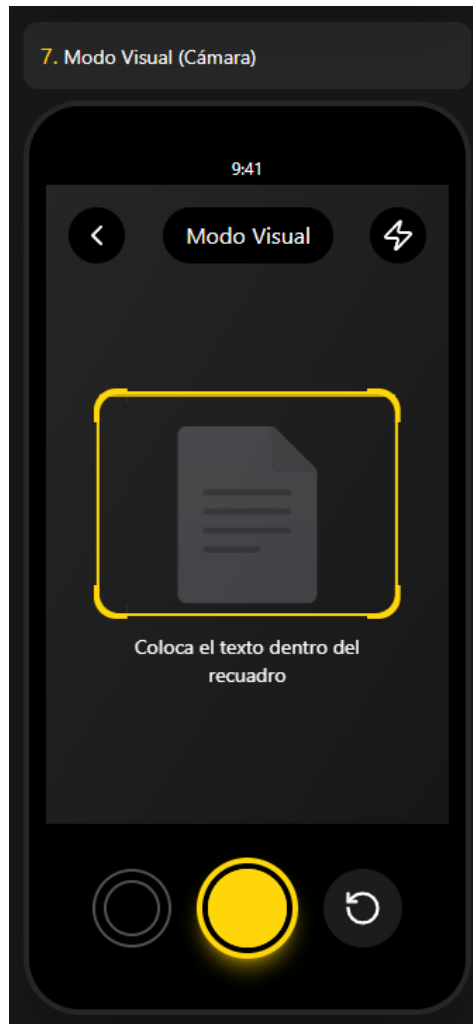 7. Modo Visual (Cámara)
9:41
Modo Visual
Coloca el texto dentro del
recuadro